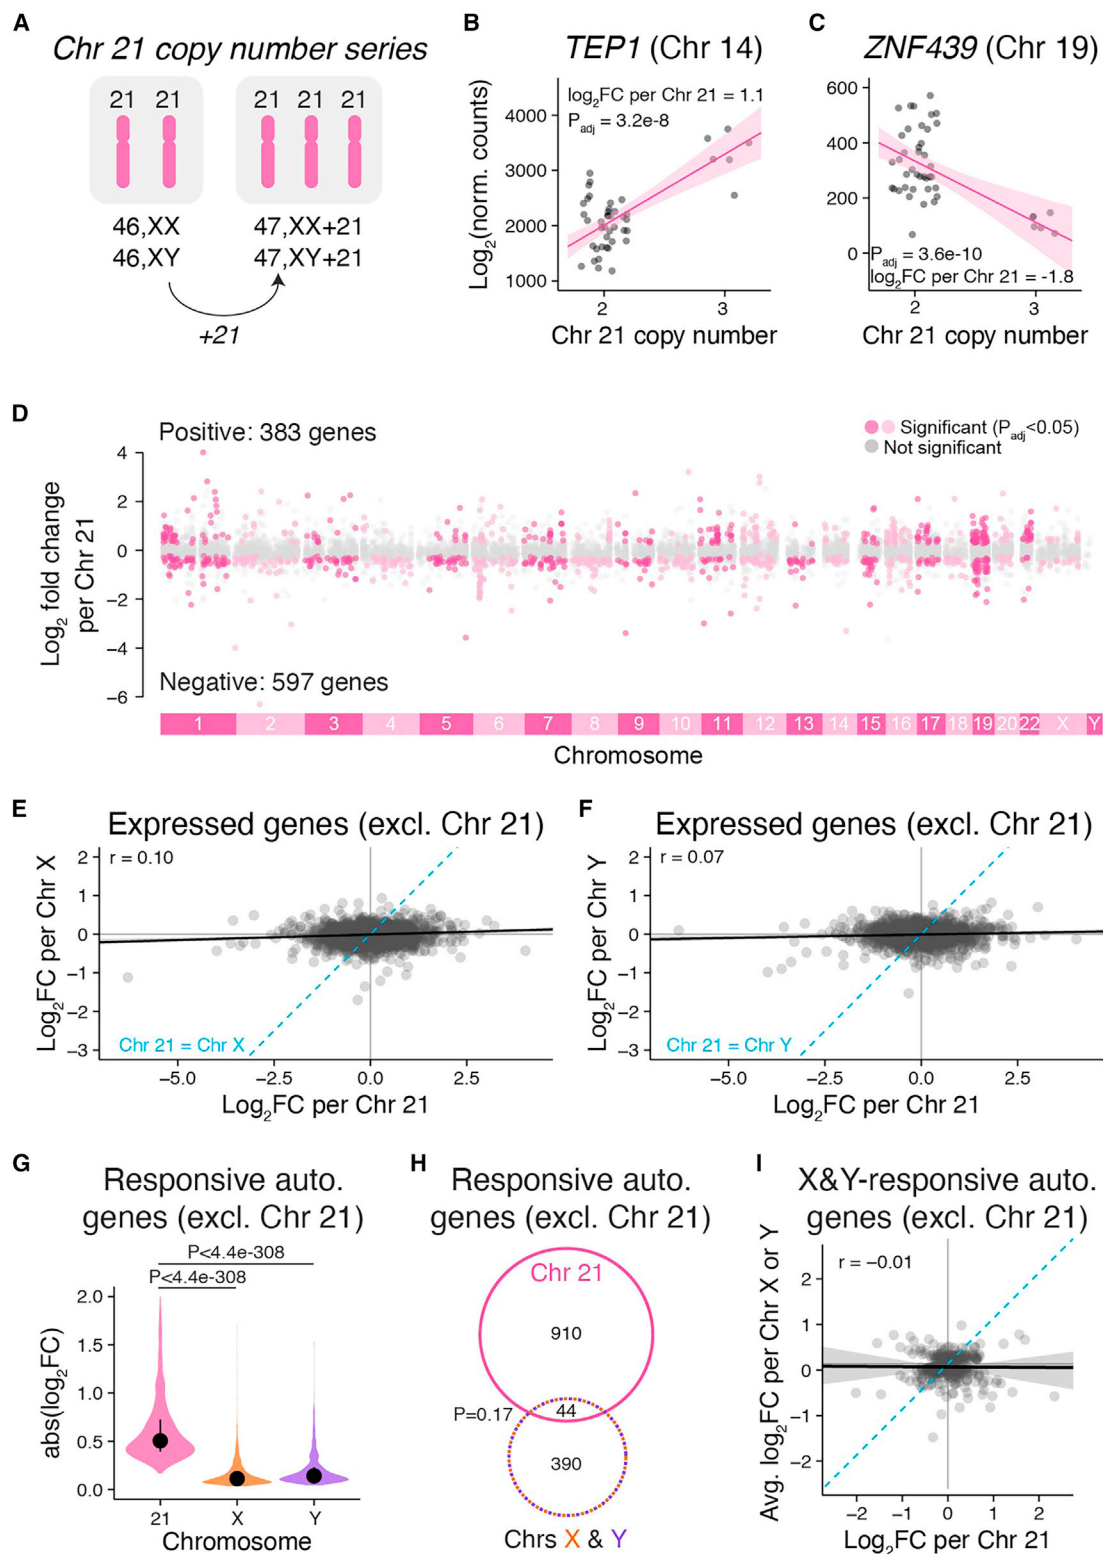 A
Chr 21 copy number series
21 21 21 21 21
46,XX 47,XX+21
46,XY 47,XY+21
+21
B
TEP1 (Chr 14)
log2FC per Chr 21 = 1.1
Padj = 3.2e-8
Log2(norm. counts)
4000
3000
2000
1000
2 3
Chr 21 copy number
C
ZNF439 (Chr 19)
600
400
200
0
Padj = 3.6e-10
log2FC per Chr 21 = -1.8
2 3
Chr 21 copy number
D
Positive: 383 genes
Significant (Padj<0.05)
Not significant
Log2 fold change
per Chr 21
4
2
0
−2
−4
−6
Negative: 597 genes
1 2 3 4 5 6 7 8 9 10 11 12 13 14 15 16 17 18 19 20 22 X Y
Chromosome
E
Expressed genes (excl. Chr 21)
r = 0.10
Log2FC per Chr X
2
1
0
−1
−2
−3
Chr 21 = Chr X
−5.0 −2.5 0.0 2.5
Log2FC per Chr 21
F
Expressed genes (excl. Chr 21)
r = 0.07
Log2FC per Chr Y
2
1
0
−1
−2
−3
Chr 21 = Chr Y
−5.0 −2.5 0.0 2.5
Log2FC per Chr 21
G
Responsive auto.
genes (excl. Chr 21)
P<4.4e-308
P<4.4e-308
abs(log2FC)
2.0
1.5
1.0
0.5
0.0
21 X Y
Chromosome
H
Responsive auto.
genes (excl. Chr 21)
Chr 21
910
P=0.17
44
390
Chrs X & Y
I
X&Y-responsive auto.
genes (excl. Chr 21)
r = −0.01
Avg. log2FC per Chr X or Y
2
1
0
−1
−2
−2 −1 0 1 2
Log2FC per Chr 21